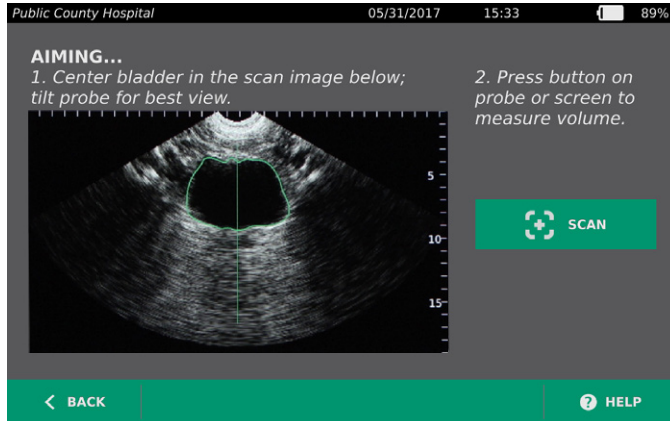 Public County Hospital 05/31/2017 15:33 89%
AIMING...
1. Center bladder in the scan image below;
tilt probe for best view.
2. Press button on
probe or screen to
measure volume.
5
10
15
SCAN
BACK
HELP